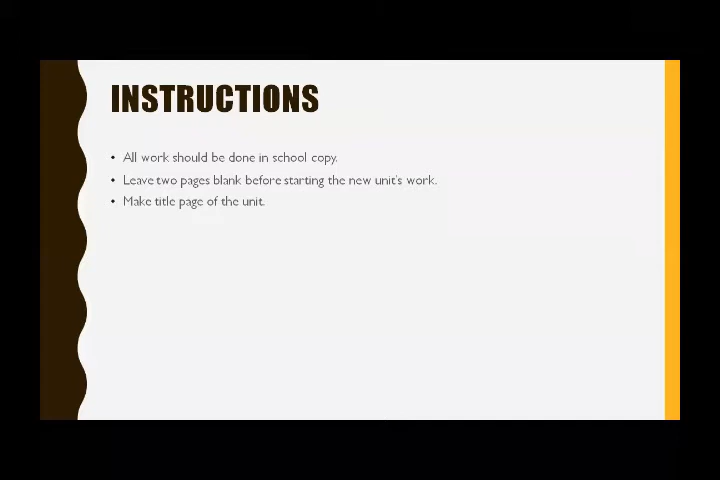 INSTRUCTIONS
• All work should be done in school copy.
• Leave two pages blank before starting the new unit's work.
• Make title page of the unit.